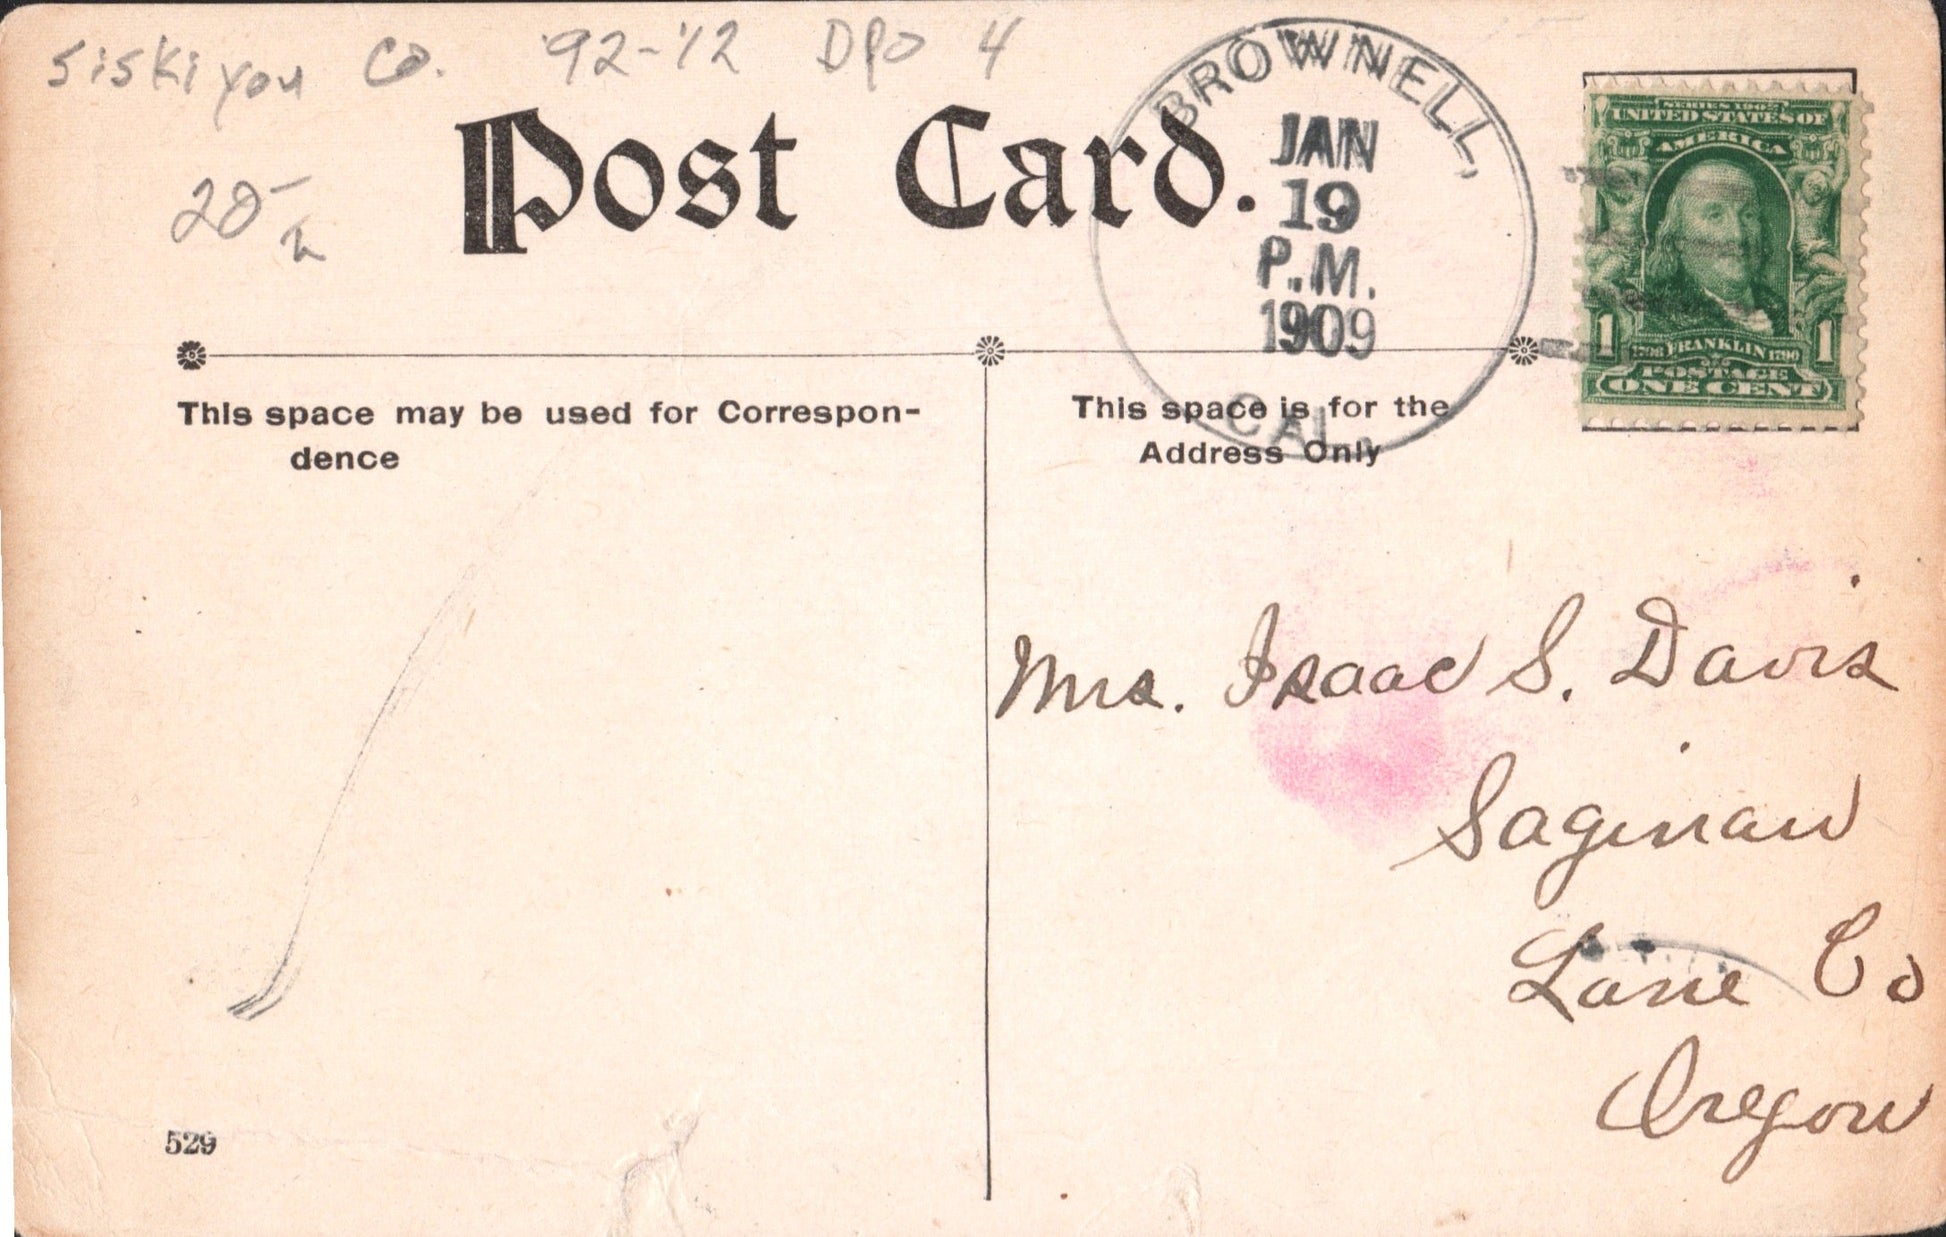 Siskiyou Co. '92-'12 DPO 4
20-
Post Card.
BROWNELL,
JAN
19
P.M.
1909
CAL.
SERIES 1902
UNITED STATES OF
AMERICA
1 1706 FRANKLIN 1790 1
POSTAGE
ONE CENT
This space may be used for Correspon-
dence
This space is for the
Address Only
Mrs. Isaac S. Davis
Saginaw
Lane Co
Oregon
529